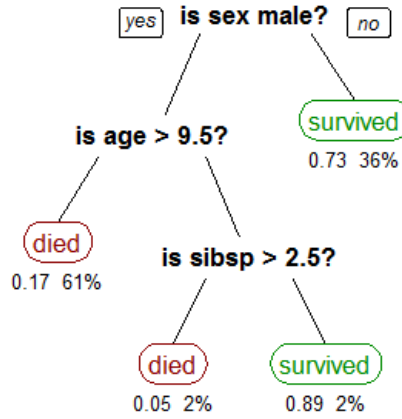 yes is sex male? no
survived
0.73 36%
is age > 9.5?
died
0.17 61%
is sibsp > 2.5?
died survived
0.05 2% 0.89 2%